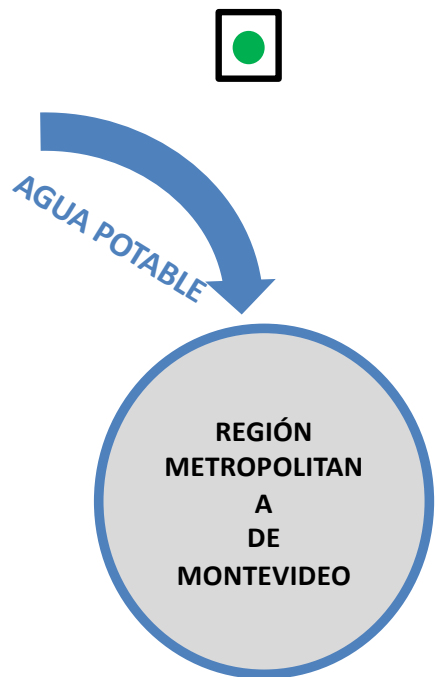 AGUA POTABLE
REGIÓN
METROPOLITAN
A
DE
MONTEVIDEO